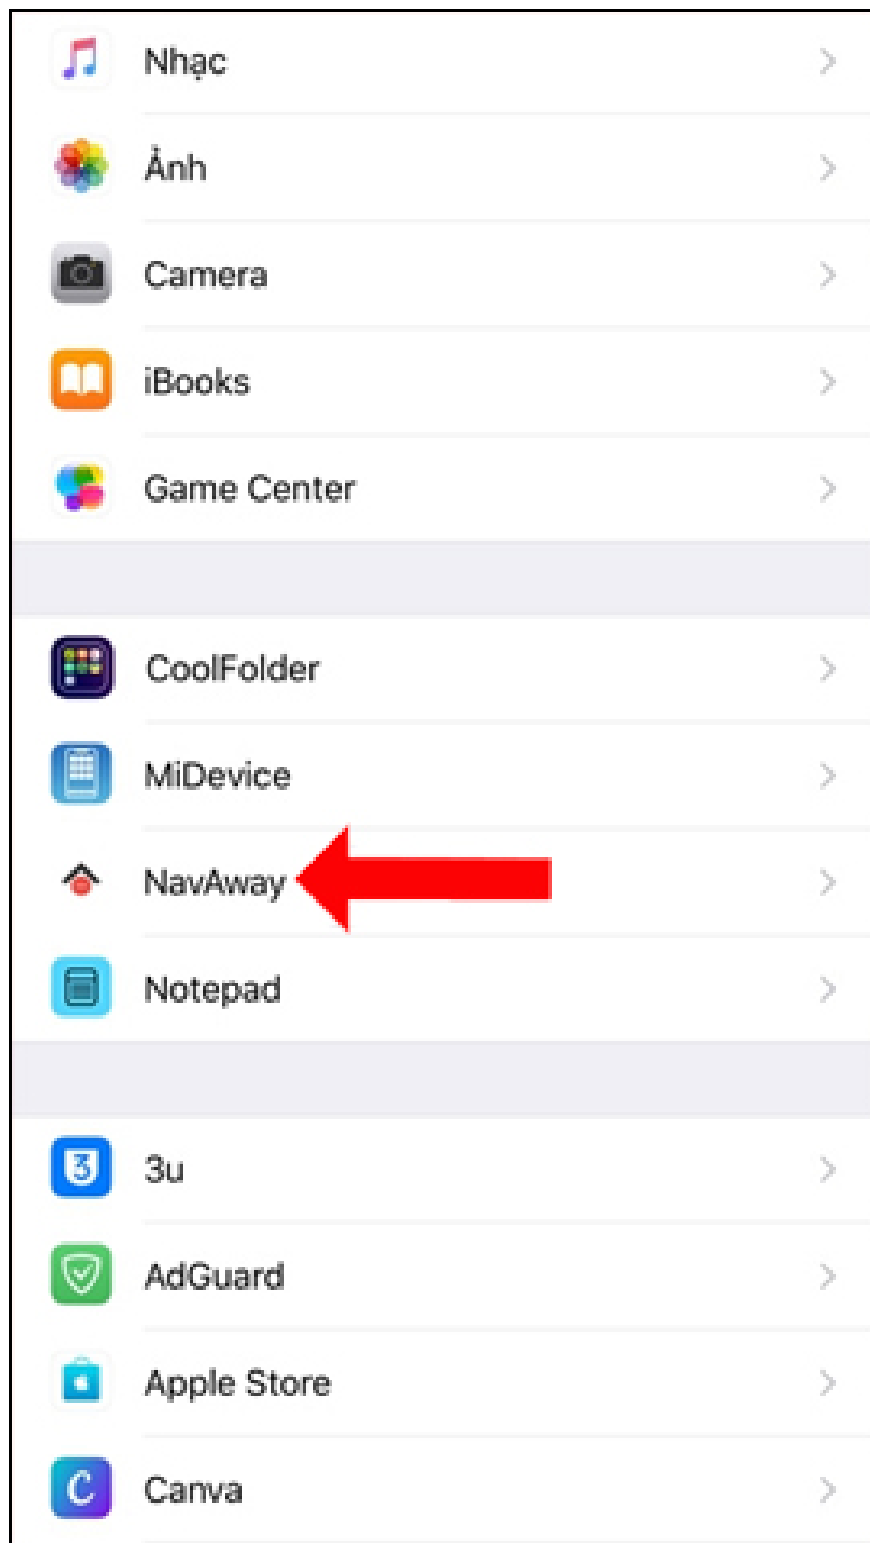 Nhạc
Ảnh
Camera
iBooks
Game Center
CoolFolder
MiDevice
NavAway
Notepad
3u
AdGuard
Apple Store
Canva